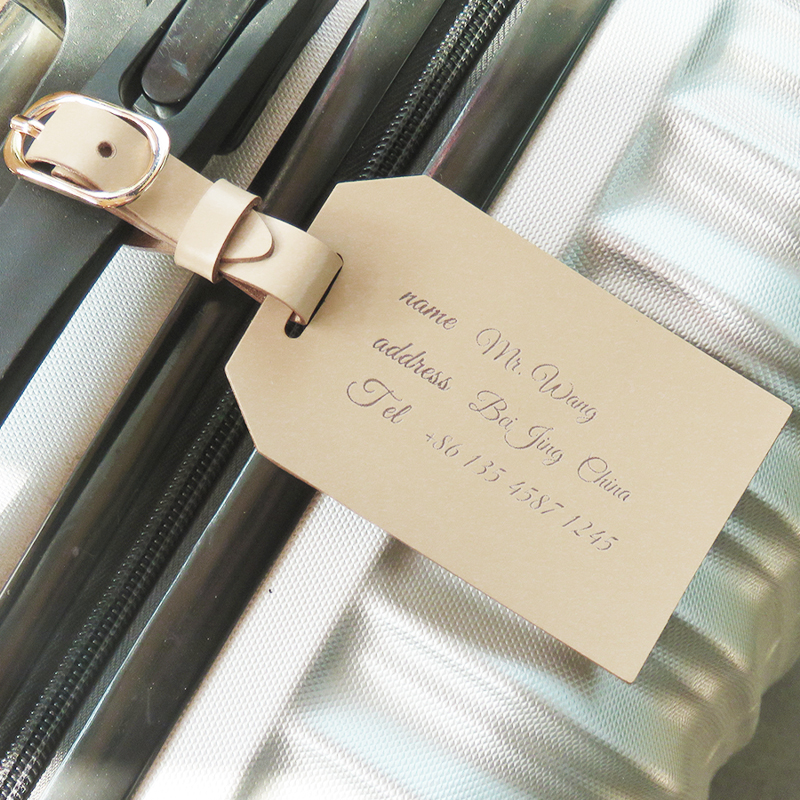 name Mr. Wang
address Bei Jing China
Tel +86 135 4587 1245